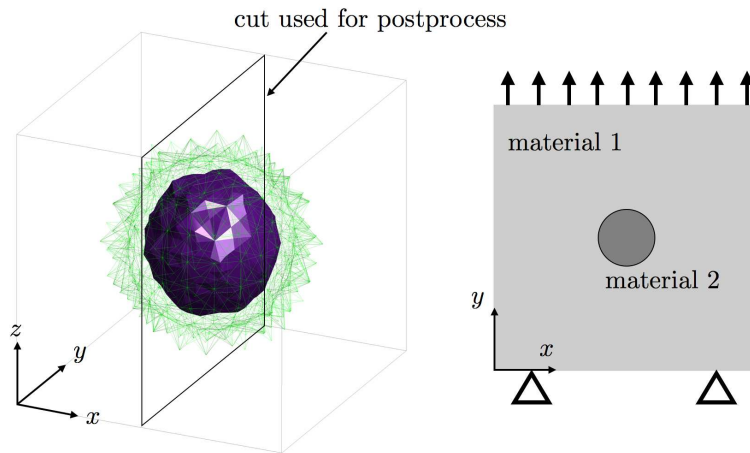 cut used for postprocess
material 1
material 2
z
y
x
y
x